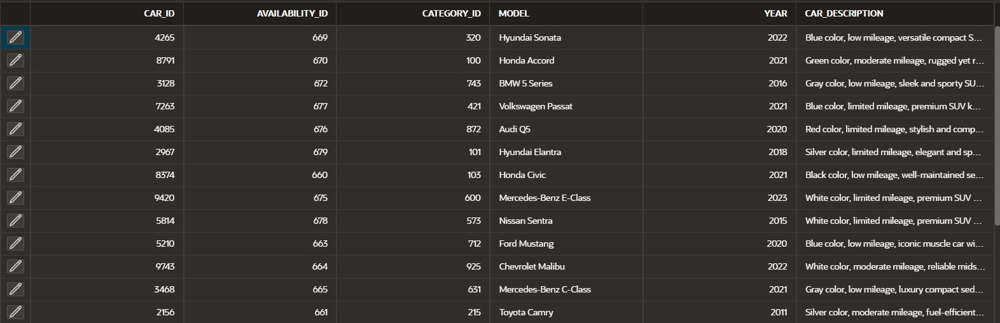 CAR_ID AVAILABILITY_ID CATEGORY_ID MODEL YEAR CAR_DESCRIPTION
4265 669 320 Hyundai Sonata 2022 Blue color, low mileage, versatile compact S...
8791 670 100 Honda Accord 2021 Green color, moderate mileage, rugged yet r...
3128 672 743 BMW 5 Series 2016 Gray color, low mileage, sleek and sporty SU...
7263 677 421 Volkswagen Passat 2021 Blue color, limited mileage, premium SUV k...
4085 676 872 Audi Q5 2020 Red color, limited mileage, stylish and comp...
2967 679 101 Hyundai Elantra 2018 Silver color, limited mileage, elegant and sp...
8374 660 103 Honda Civic 2021 Black color, low mileage, well-maintained se...
9420 675 600 Mercedes-Benz E-Class 2023 White color, limited mileage, premium SUV ...
5814 678 573 Nissan Sentra 2015 White color, limited mileage, premium SUV ...
5210 663 712 Ford Mustang 2020 Blue color, low mileage, iconic muscle car wi...
9743 664 925 Chevrolet Malibu 2022 White color, moderate mileage, reliable mids...
3468 665 631 Mercedes-Benz C-Class 2021 Gray color, low mileage, luxury compact sed...
2156 661 215 Toyota Camry 2011 Silver color, moderate mileage, fuel-efficient...